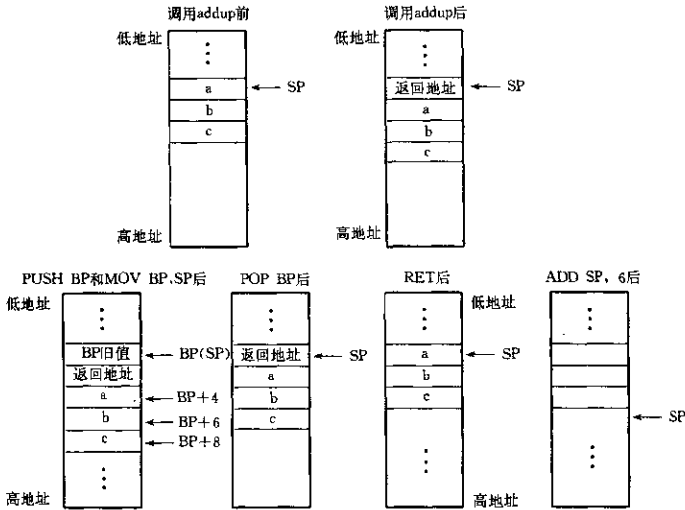 调用addup前
调用addup后
低地址
低地址
a
SP
返回地址
SP
b
a
c
b
c
高地址
高地址
PUSH BP和MOV BP,SP后
POP BP后
RET后
ADD SP, 6后
低地址
低地址
BP旧值
BP(SP)
返回地址
SP
a
SP
返回地址
a
b
a
BP+4
b
c
b
BP+6
c
SP
c
BP+8
高地址
高地址